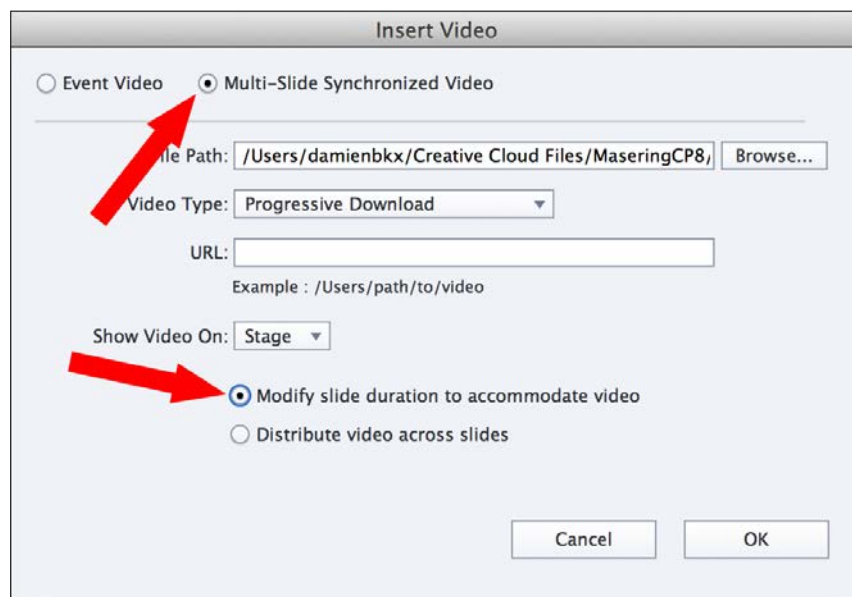 Insert Video
Event Video Multi-Slide Synchronized Video
ile Path: /Users/damienbkx/Creative Cloud Files/MaseringCP8/ Browse...
Video Type: Progressive Download
URL:
Example : /Users/path/to/video
Show Video On: Stage
Modify slide duration to accommodate video
Distribute video across slides
Cancel OK